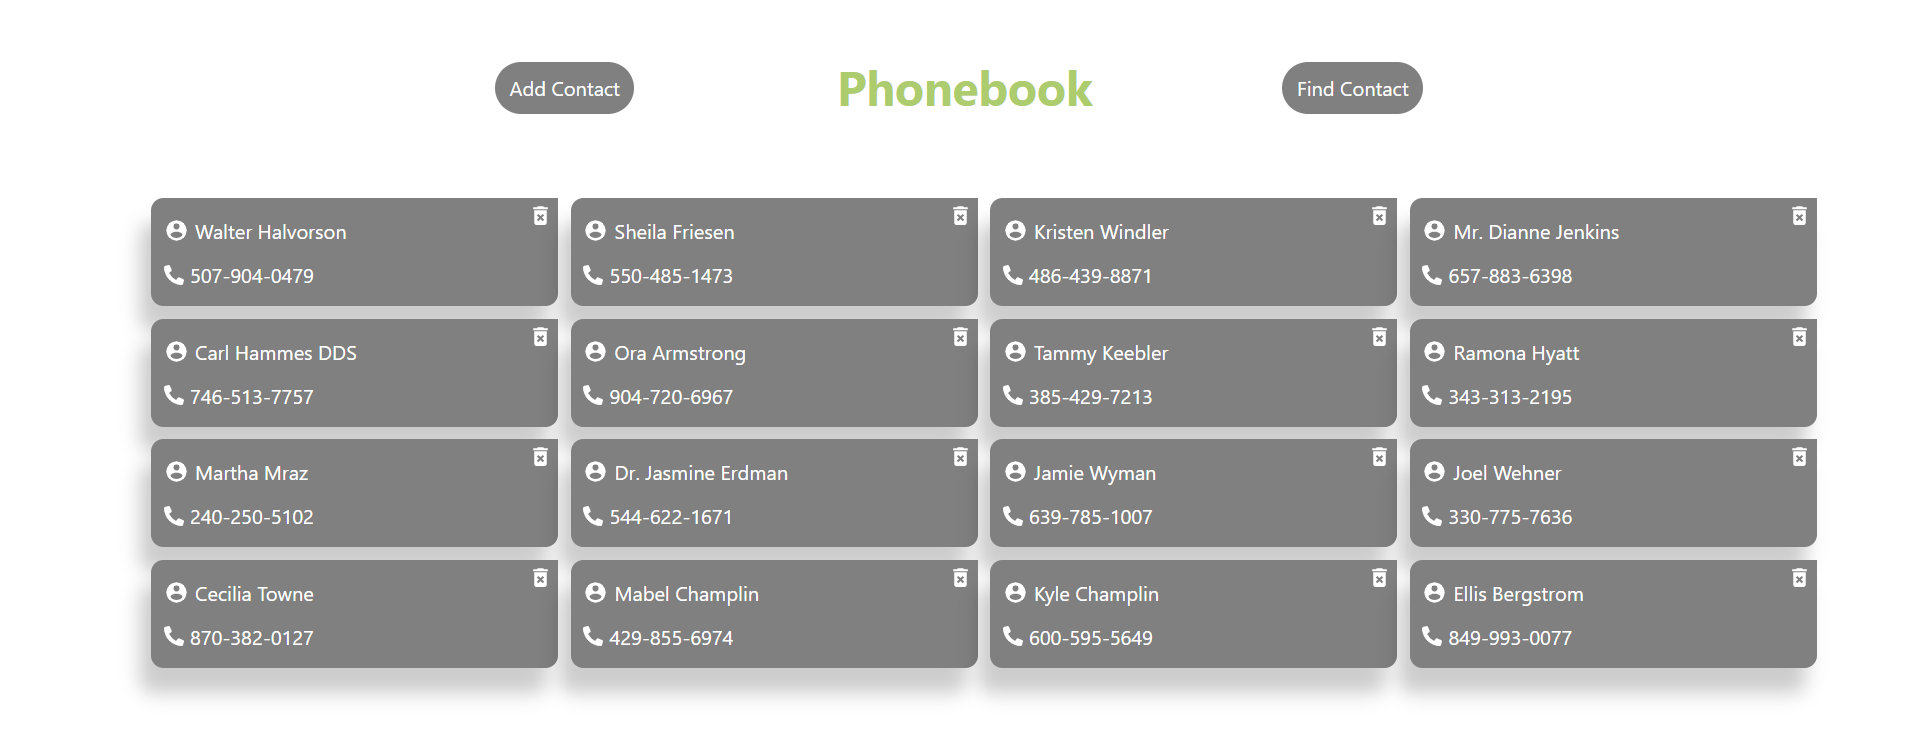 Add Contact
Phonebook
Find Contact
Walter Halvorson
507-904-0479
Sheila Friesen
550-485-1473
Kristen Windler
486-439-8871
Mr. Dianne Jenkins
657-883-6398
Carl Hammes DDS
746-513-7757
Ora Armstrong
904-720-6967
Tammy Keebler
385-429-7213
Ramona Hyatt
343-313-2195
Martha Mraz
240-250-5102
Dr. Jasmine Erdman
544-622-1671
Jamie Wyman
639-785-1007
Joel Wehner
330-775-7636
Cecilia Towne
870-382-0127
Mabel Champlin
429-855-6974
Kyle Champlin
600-595-5649
Ellis Bergstrom
849-993-0077